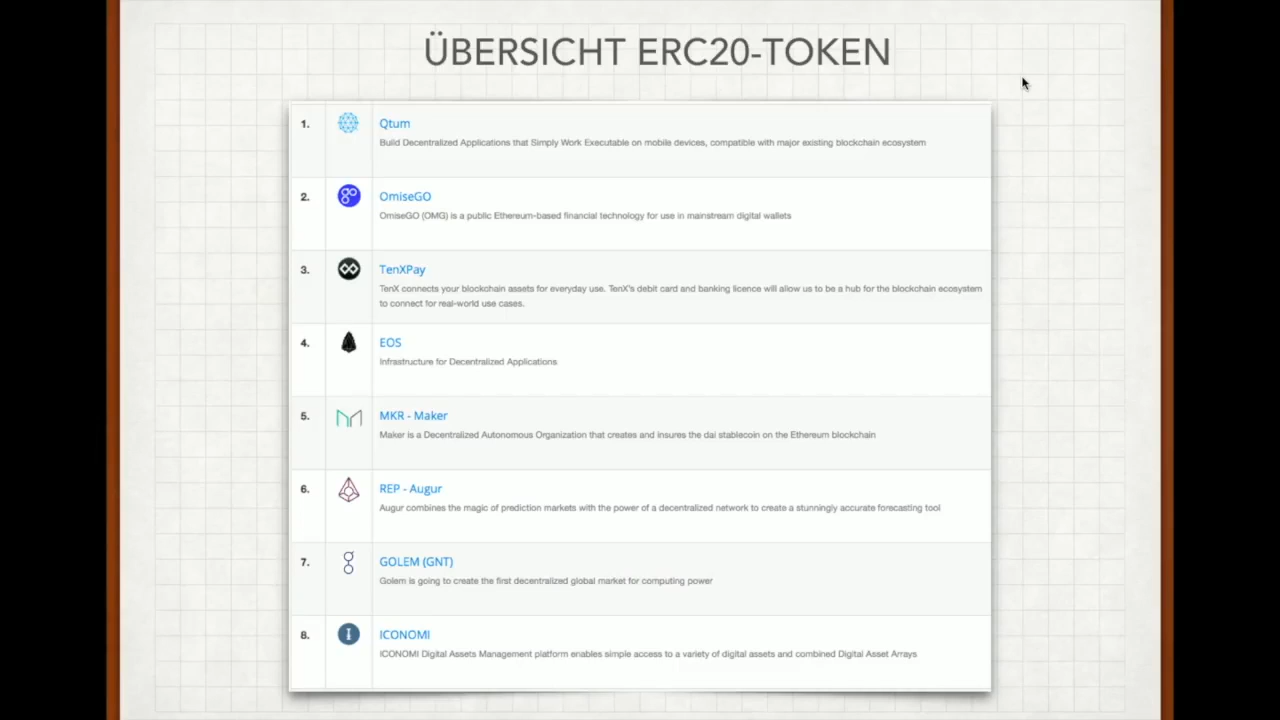 ÜBERSICHT ERC20-TOKEN
1.
Qtum
Build Decentralized Applications that Simply Work Executable on mobile devices, compatible with major existing blockchain ecosystem
2.
OmiseGO
OmiseGO (OMG) is a public Ethereum-based financial technology for use in mainstream digital wallets
3.
TenXPay
TenX connects your blockchain assets for everyday use. TenX's debit card and banking licence will allow us to be a hub for the blockchain ecosystem
to connect for real-world use cases.
4.
EOS
Infrastructure for Decentralized Applications
5.
MKR - Maker
Maker is a Decentralized Autonomous Organization that creates and insures the dai stablecoin on the Ethereum blockchain
6.
REP - Augur
Augur combines the magic of prediction markets with the power of a decentralized network to create a stunningly accurate forecasting tool
7.
GOLEM (GNT)
Golem is going to create the first decentralized global market for computing power
8.
ICONOMI
ICONOMI Digital Assets Management platform enables simple access to a variety of digital assets and combined Digital Asset Arrays